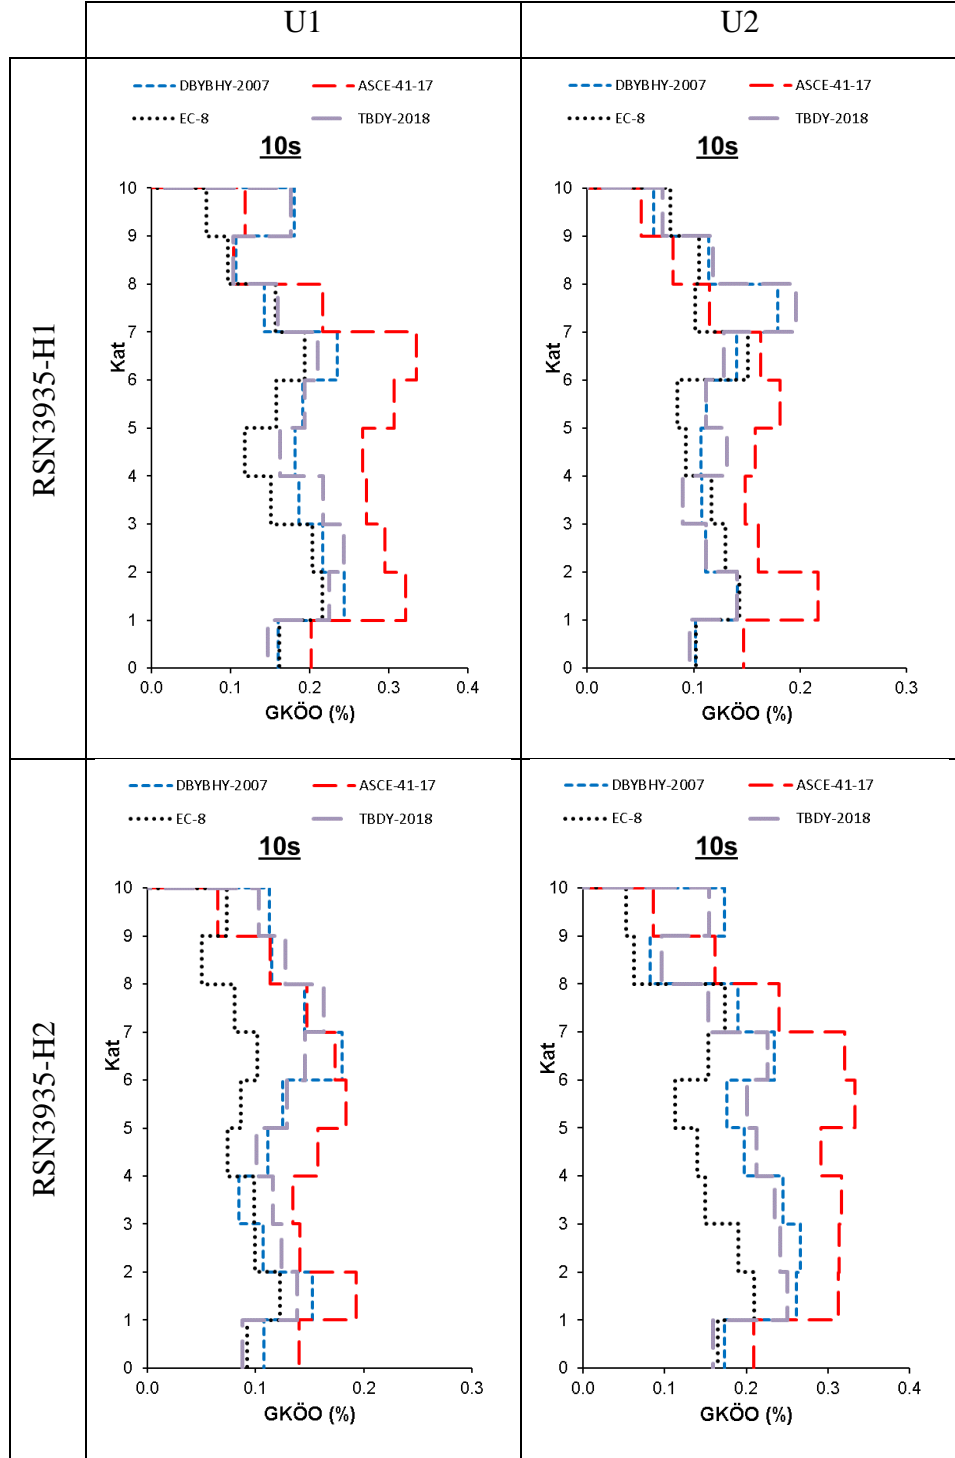 U1
U2
RSN3935-H1
DBYBHY-2007
ASCE-41-17
EC-8
TBDY-2018
10s
10
9
8
7
6
5
4
3
2
1
0
Kat
0.0
0.1
0.2
0.3
0.4
GKÖO (%)
DBYBHY-2007
ASCE-41-17
EC-8
TBDY-2018
10s
10
9
8
7
6
5
4
3
2
1
0
Kat
0.0
0.1
0.2
0.3
GKÖO (%)
RSN3935-H2
DBYBHY-2007
ASCE-41-17
EC-8
TBDY-2018
10s
10
9
8
7
6
5
4
3
2
1
0
Kat
0.0
0.1
0.2
0.3
GKÖO (%)
DBYBHY-2007
ASCE-41-17
EC-8
TBDY-2018
10s
10
9
8
7
6
5
4
3
2
1
0
Kat
0.0
0.1
0.2
0.3
0.4
GKÖO (%)